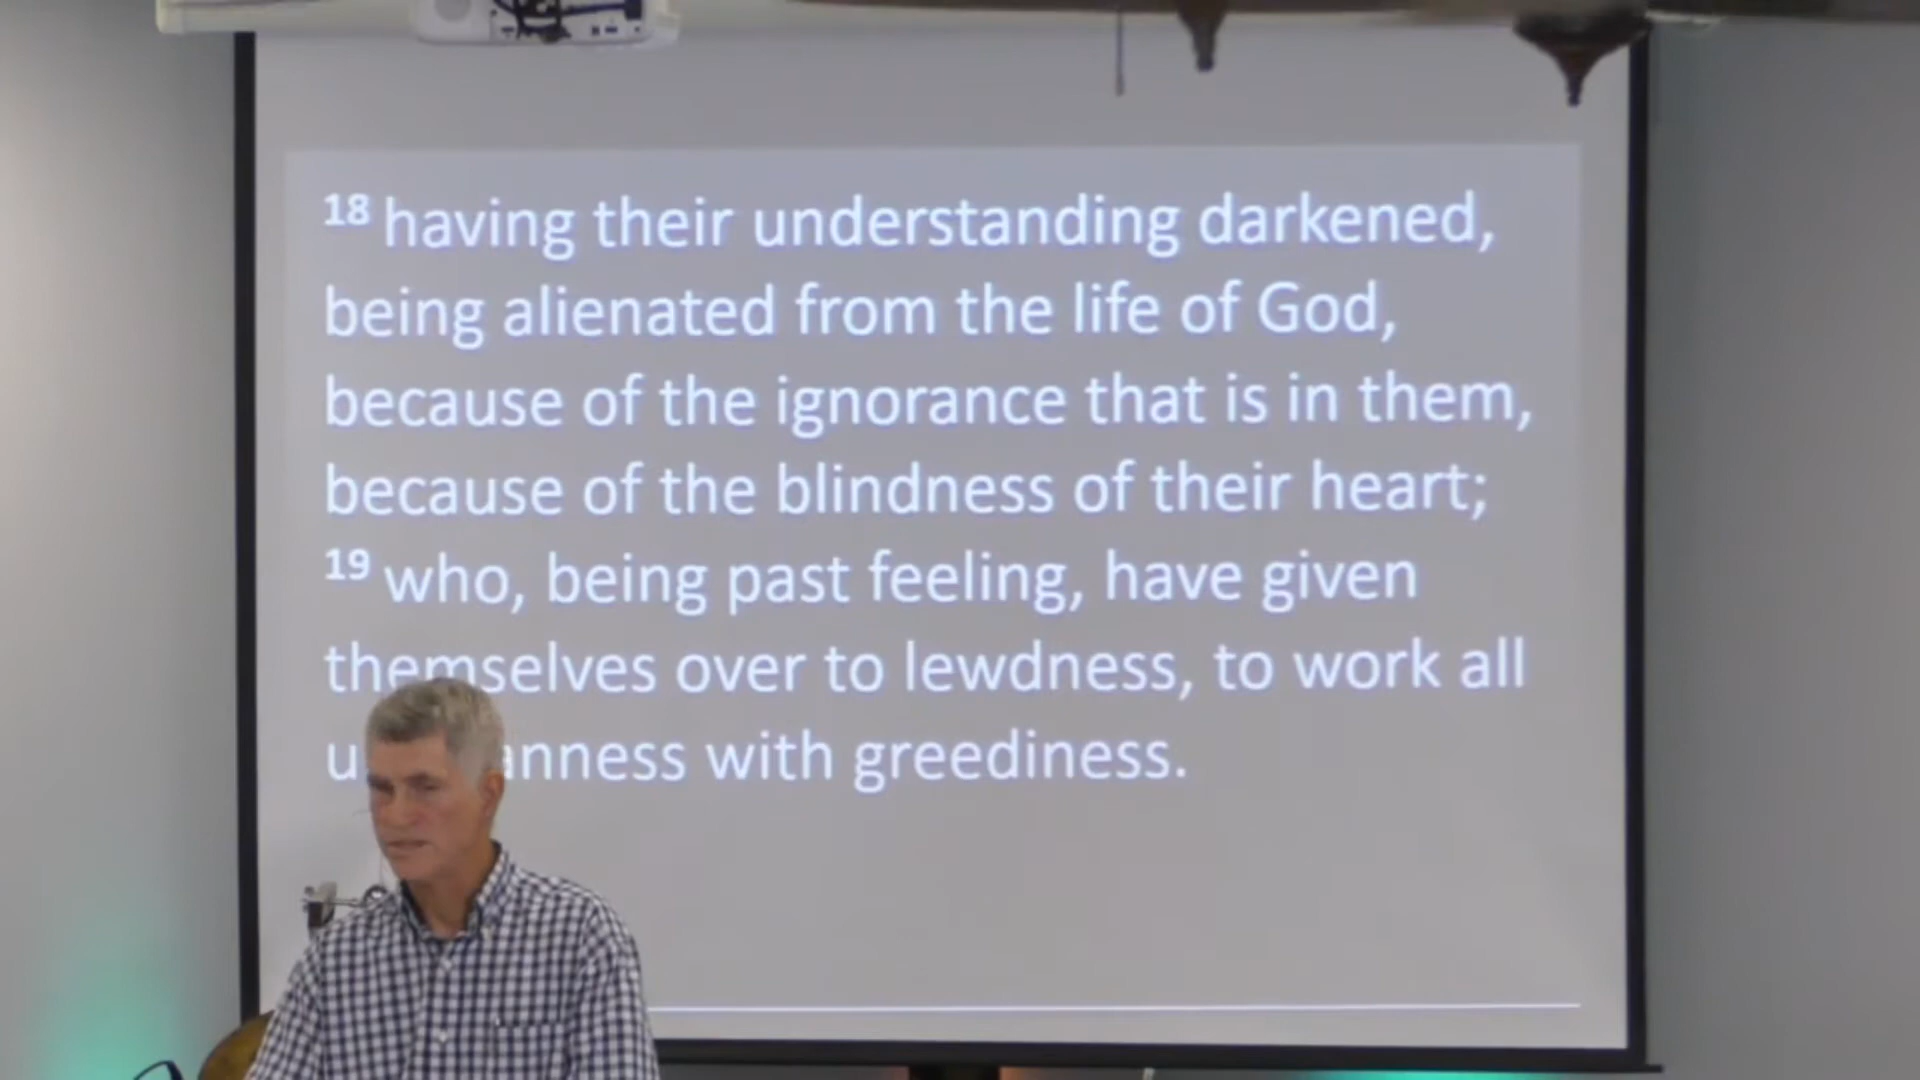 18 having their understanding darkened,
being alienated from the life of God,
because of the ignorance that is in them,
because of the blindness of their heart;
19 who, being past feeling, have given
themselves over to lewdness, to work all
with greediness.